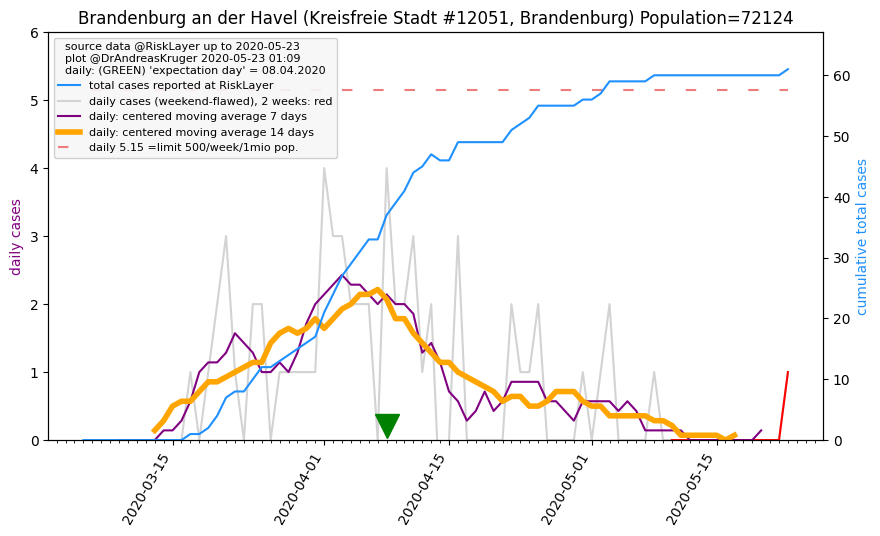 Brandenburg an der Havel (Kreisfreie Stadt #12051, Brandenburg) Population=72124
source data @RiskLayer up to 2020-05-23
plot @DrAndreasKruger 2020-05-23 01:09
daily: (GREEN) 'expectation day' = 08.04.2020
total cases reported at RiskLayer
daily cases (weekend-flawed), 2 weeks: red
daily: centered moving average 7 days
daily: centered moving average 14 days
daily 5.15 =limit 500/week/1mio pop.
daily cases
6
5
4
3
2
1
0
cumulative total cases
60
50
40
30
20
10
0
2020-03-15
2020-04-01
2020-04-15
2020-05-01
2020-05-15